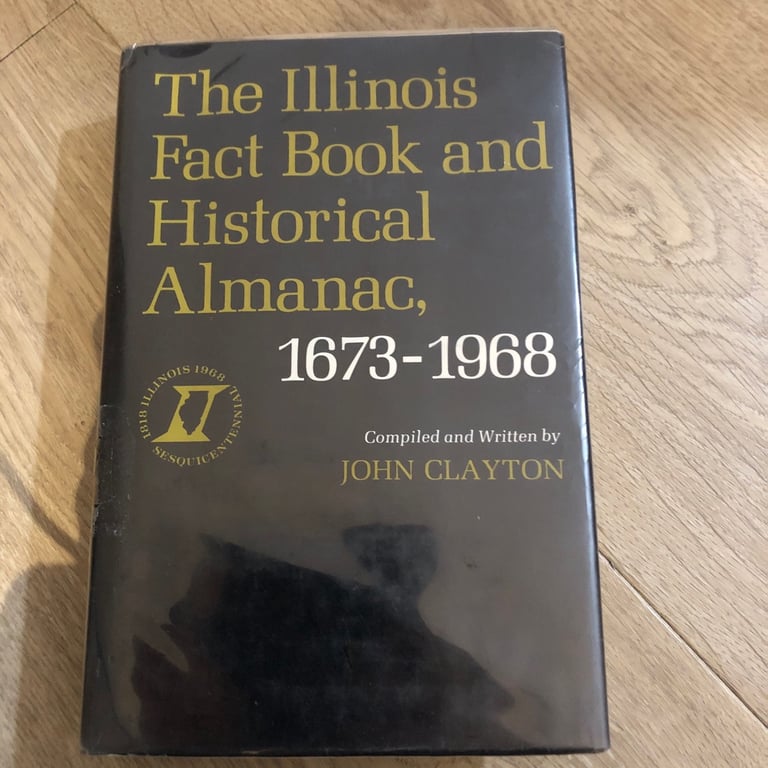 The Illinois
Fact Book and
Historical
Almanac,
1673-1968
1818 ILLINOIS 1968
SESQUICENTENNIAL
Compiled and Written by
JOHN CLAYTON